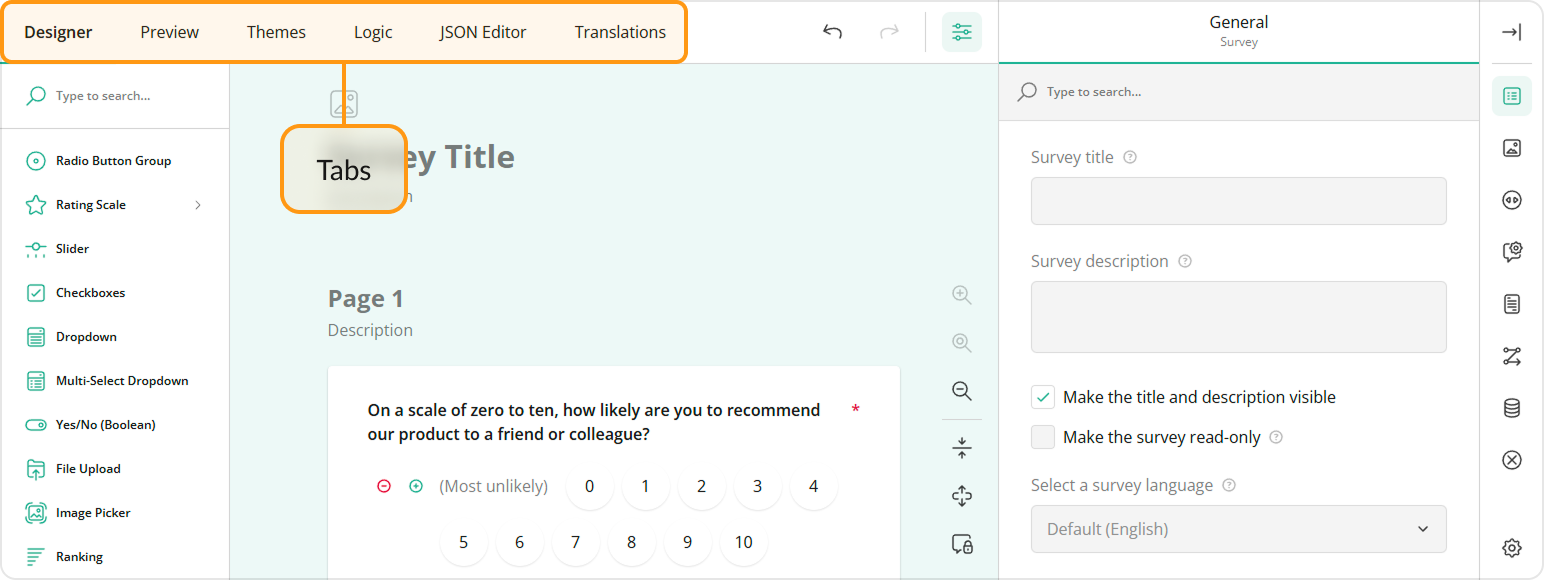 Designer Preview Themes Logic JSON Editor Translations
General
Survey
Type to search...
Radio Button Group
Rating Scale
Slider
Checkboxes
Dropdown
Multi-Select Dropdown
Yes/No (Boolean)
File Upload
Image Picker
Ranking
Tabs
Title
Page 1
Description
On a scale of zero to ten, how likely are you to recommend *
our product to a friend or colleague?
(Most unlikely) 0 1 2 3 4
5 6 7 8 9 10
Type to search...
Survey title
Survey description
Make the title and description visible
Make the survey read-only
Select a survey language
Default (English)